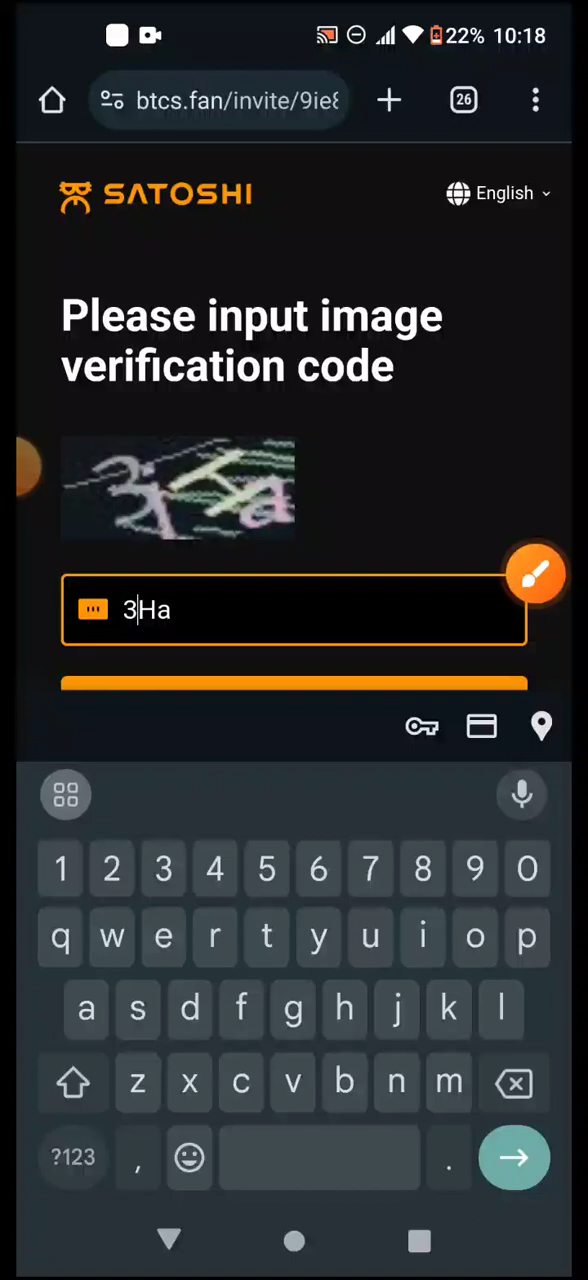 22% 10:18
btcs.fan/invite/9ie8
26
SATOSHI
English
Please input image
verification code
3Ha
1 2 3 4 5 6 7 8 9 0
q w e r t y u i o p
a s d f g h j k l
z x c v b n m
?123 , .